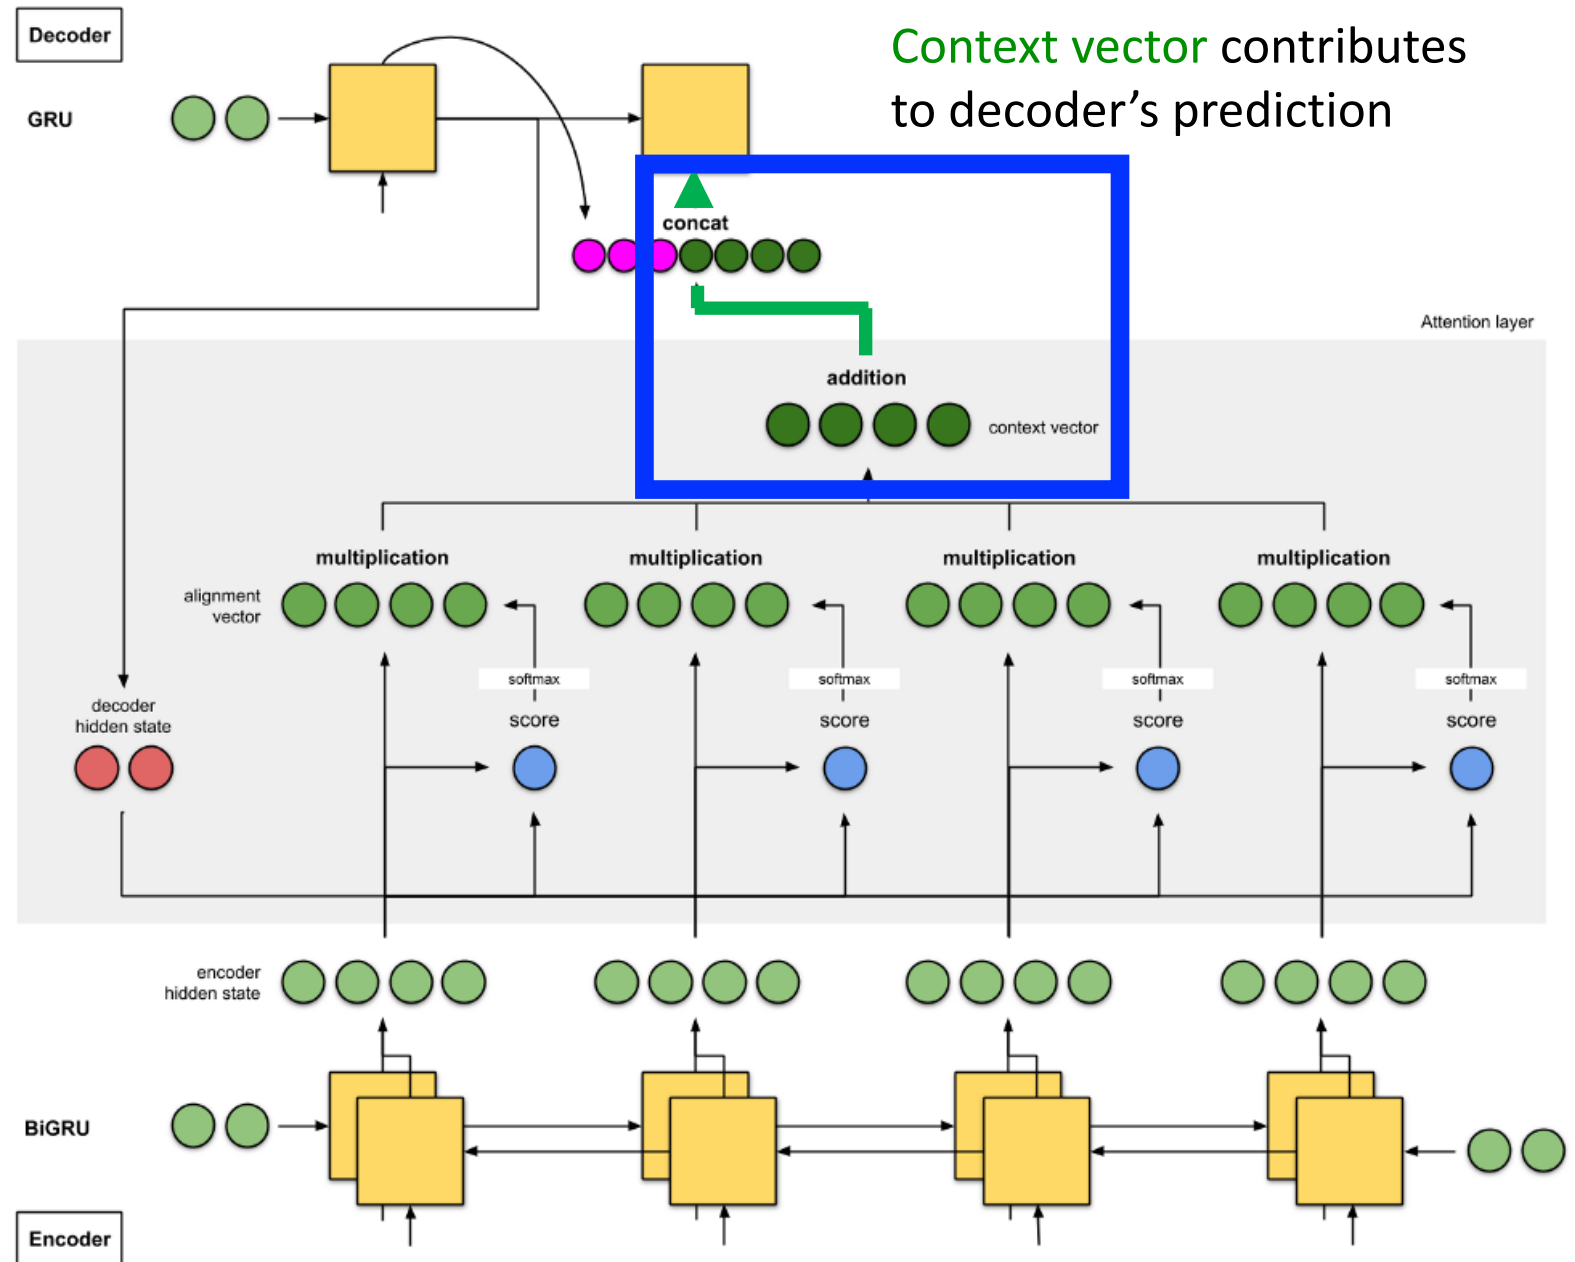 Decoder
Context vector contributes
to decoder's prediction
GRU
concat
Attention layer
addition
context vector
multiplication multiplication multiplication multiplication
alignment
vector
softmax softmax softmax softmax
decoder
hidden state
score score score score
encoder
hidden state
BiGRU
Encoder